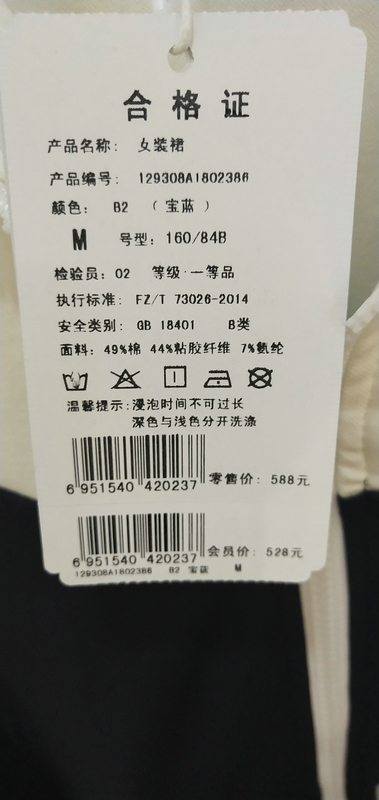 合格证
产品名称: 女装裙
产品编号: 129308A1802386
颜色: B2 (宝蓝)
M 号型: 160/84B
检验员: 02 等级·一等品
执行标准: FZ/T 73026-2014
安全类别: GB 18401 B类
面料: 49%棉 44%粘胶纤维 7%氨纶
温馨提示:浸泡时间不可过长
深色与浅色分开洗涤
6 951540 420237 零售价: 588元
6 951540 420237 会员价: 528元
129308A1802386 B2 宝蓝 M